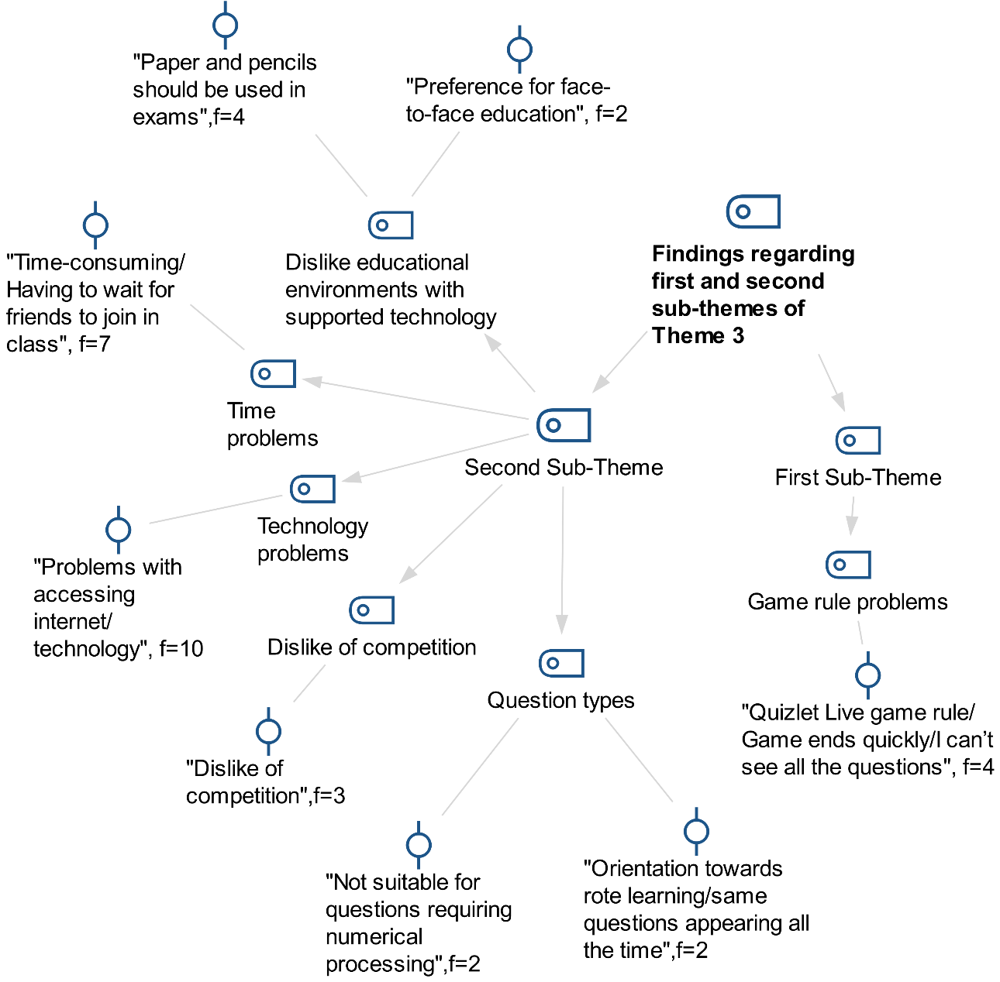 "Paper and pencils
should be used in
exams",f=4
"Preference for face-
to-face education", f=2
"Time-consuming/
Having to wait for
friends to join in
class", f=7
Dislike educational
environments with
supported technology
Findings regarding
first and second
sub-themes of
Theme 3
Time
problems
Second Sub-Theme
First Sub-Theme
Technology
problems
"Problems with
accessing
internet/
technology", f=10
Game rule problems
Dislike of competition
Question types
"Quizlet Live game rule/
Game ends quickly/I can’t
see all the questions", f=4
"Dislike of
competition",f=3
"Not suitable for
questions requiring
numerical
processing",f=2
"Orientation towards
rote learning/same
questions appearing all
the time",f=2